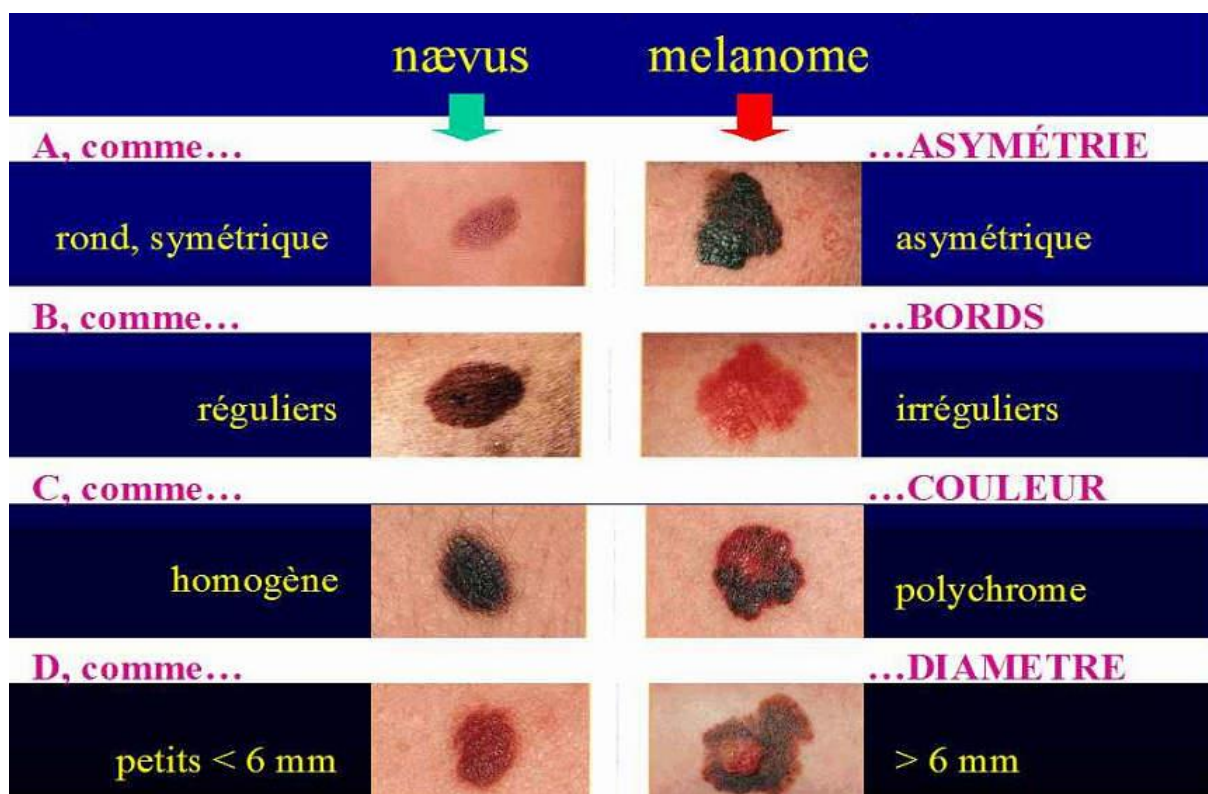 nævus melanome
A, comme… …ASYMÉTRIE
rond, symétrique asymétrique
B, comme… …BORDS
réguliers irréguliers
C, comme… …COULEUR
homogène polychrome
D, comme… …DIAMETRE
petits < 6 mm > 6 mm